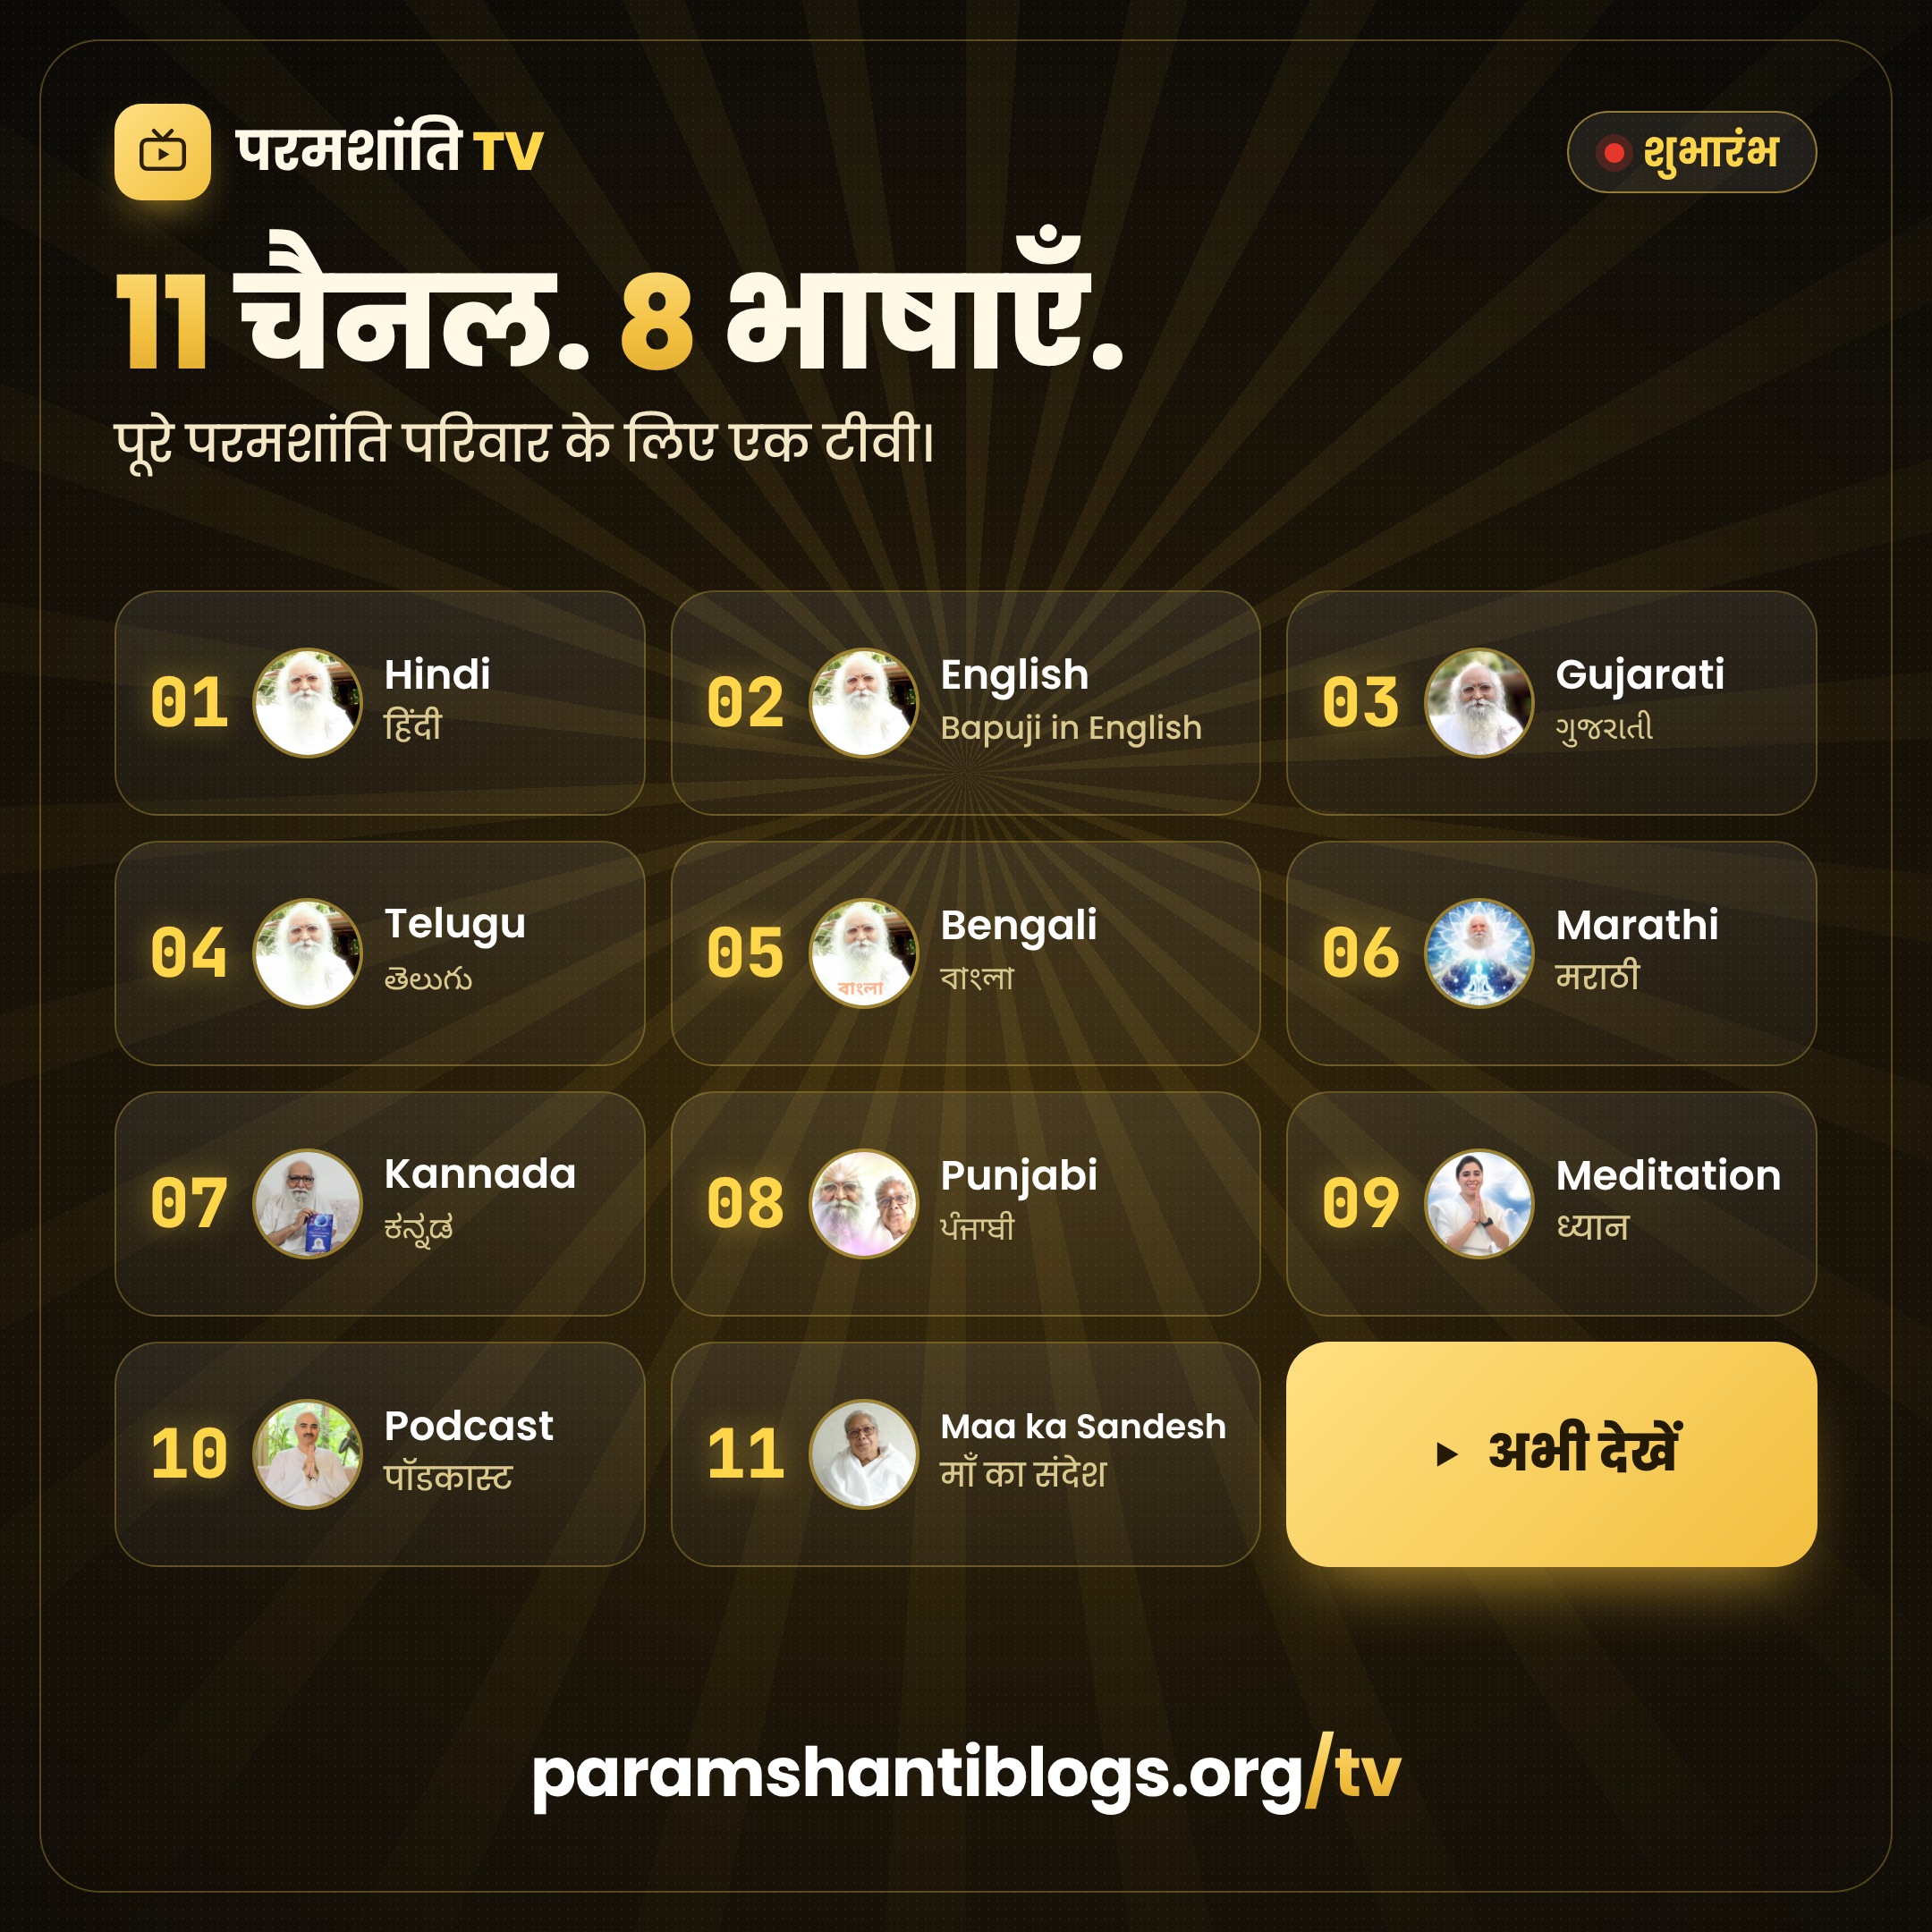 परमशांति TV
शुभारंभ
11 चैनल. 8 भाषाएँ.
पूरे परमशांति परिवार के लिए एक टीवी।
01 Hindi
हिंदी
02 English
Bapuji in English
03 Gujarati
ગુજરાતી
04 Telugu
తెలుగు
05 Bengali
বাংলা
বাংলা
06 Marathi
मराठी
07 Kannada
ಕನ್ನಡ
08 Punjabi
ਪੰਜਾਬੀ
09 Meditation
ध्यान
10 Podcast
पॉडकास्ट
11 Maa ka Sandesh
माँ का संदेश
अभी देखें
paramshantiblogs.org/tv